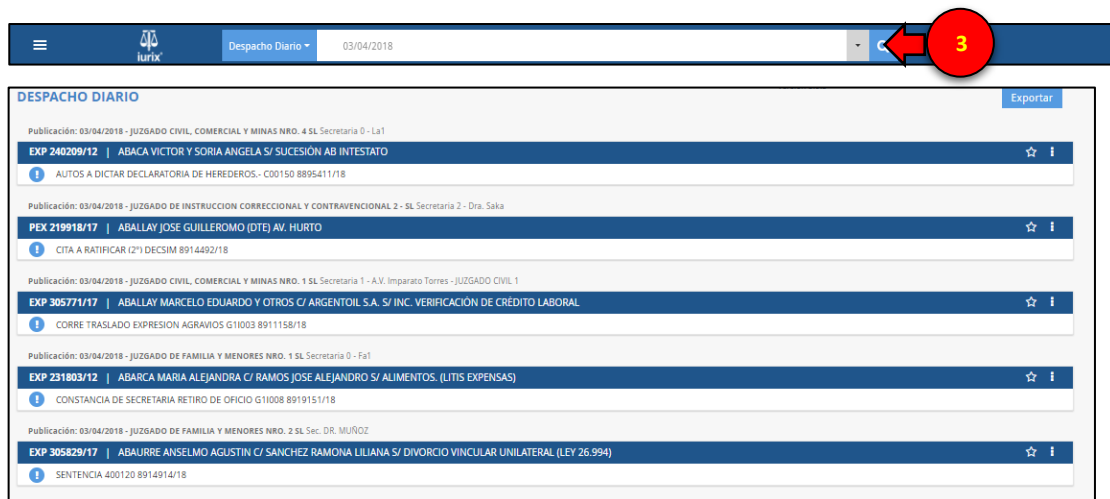 iurix®
Despacho Diario
03/04/2018
3
DESPACHO DIARIO
Exportar
Publicación: 03/04/2018 - JUZGADO CIVIL, COMERCIAL Y MINAS NRO. 4 SL Secretaria 0 - La1
EXP 240209/12 | ABACA VICTOR Y SORIA ANGELA S/ SUCESIÓN AB INTESTATO
AUTOS A DICTAR DECLARATORIA DE HEREDEROS.- C00150 8895411/18
Publicación: 03/04/2018 - JUZGADO DE INSTRUCCION CORRECCIONAL Y CONTRAVENCIONAL 2 - SL Secretaria 2 - Dra. Saka
PEX 219918/17 | ABALLAY JOSE GUILLEROMO (DTE) AV. HURTO
CITA A RATIFICAR (2°) DECSIM 8914492/18
Publicación: 03/04/2018 - JUZGADO CIVIL, COMERCIAL Y MINAS NRO. 1 SL Secretaria 1 - A.V. Imparato Torres - JUZGADO CIVIL 1
EXP 305771/17 | ABALLAY MARCELO EDUARDO Y OTROS C/ ARGENTOIL S.A. S/ INC. VERIFICACIÓN DE CRÉDITO LABORAL
CORRE TRASLADO EXPRESION AGRAVIOS G1I003 8911158/18
Publicación: 03/04/2018 - JUZGADO DE FAMILIA Y MENORES NRO. 1 SL Secretaria 0 - Fa1
EXP 231803/12 | ABARCA MARIA ALEJANDRA C/ RAMOS JOSE ALEJANDRO S/ ALIMENTOS. (LITIS EXPENSAS)
CONSTANCIA DE SECRETARIA RETIRO DE OFICIO G1I008 8919151/18
Publicación: 03/04/2018 - JUZGADO DE FAMILIA Y MENORES NRO. 2 SL Sec. DR. MUÑOZ
EXP 305829/17 | ABAURRE ANSELMO AGUSTIN C/ SANCHEZ RAMONA LILIANA S/ DIVORCIO VINCULAR UNILATERAL (LEY 26.994)
SENTENCIA 400120 8914914/18